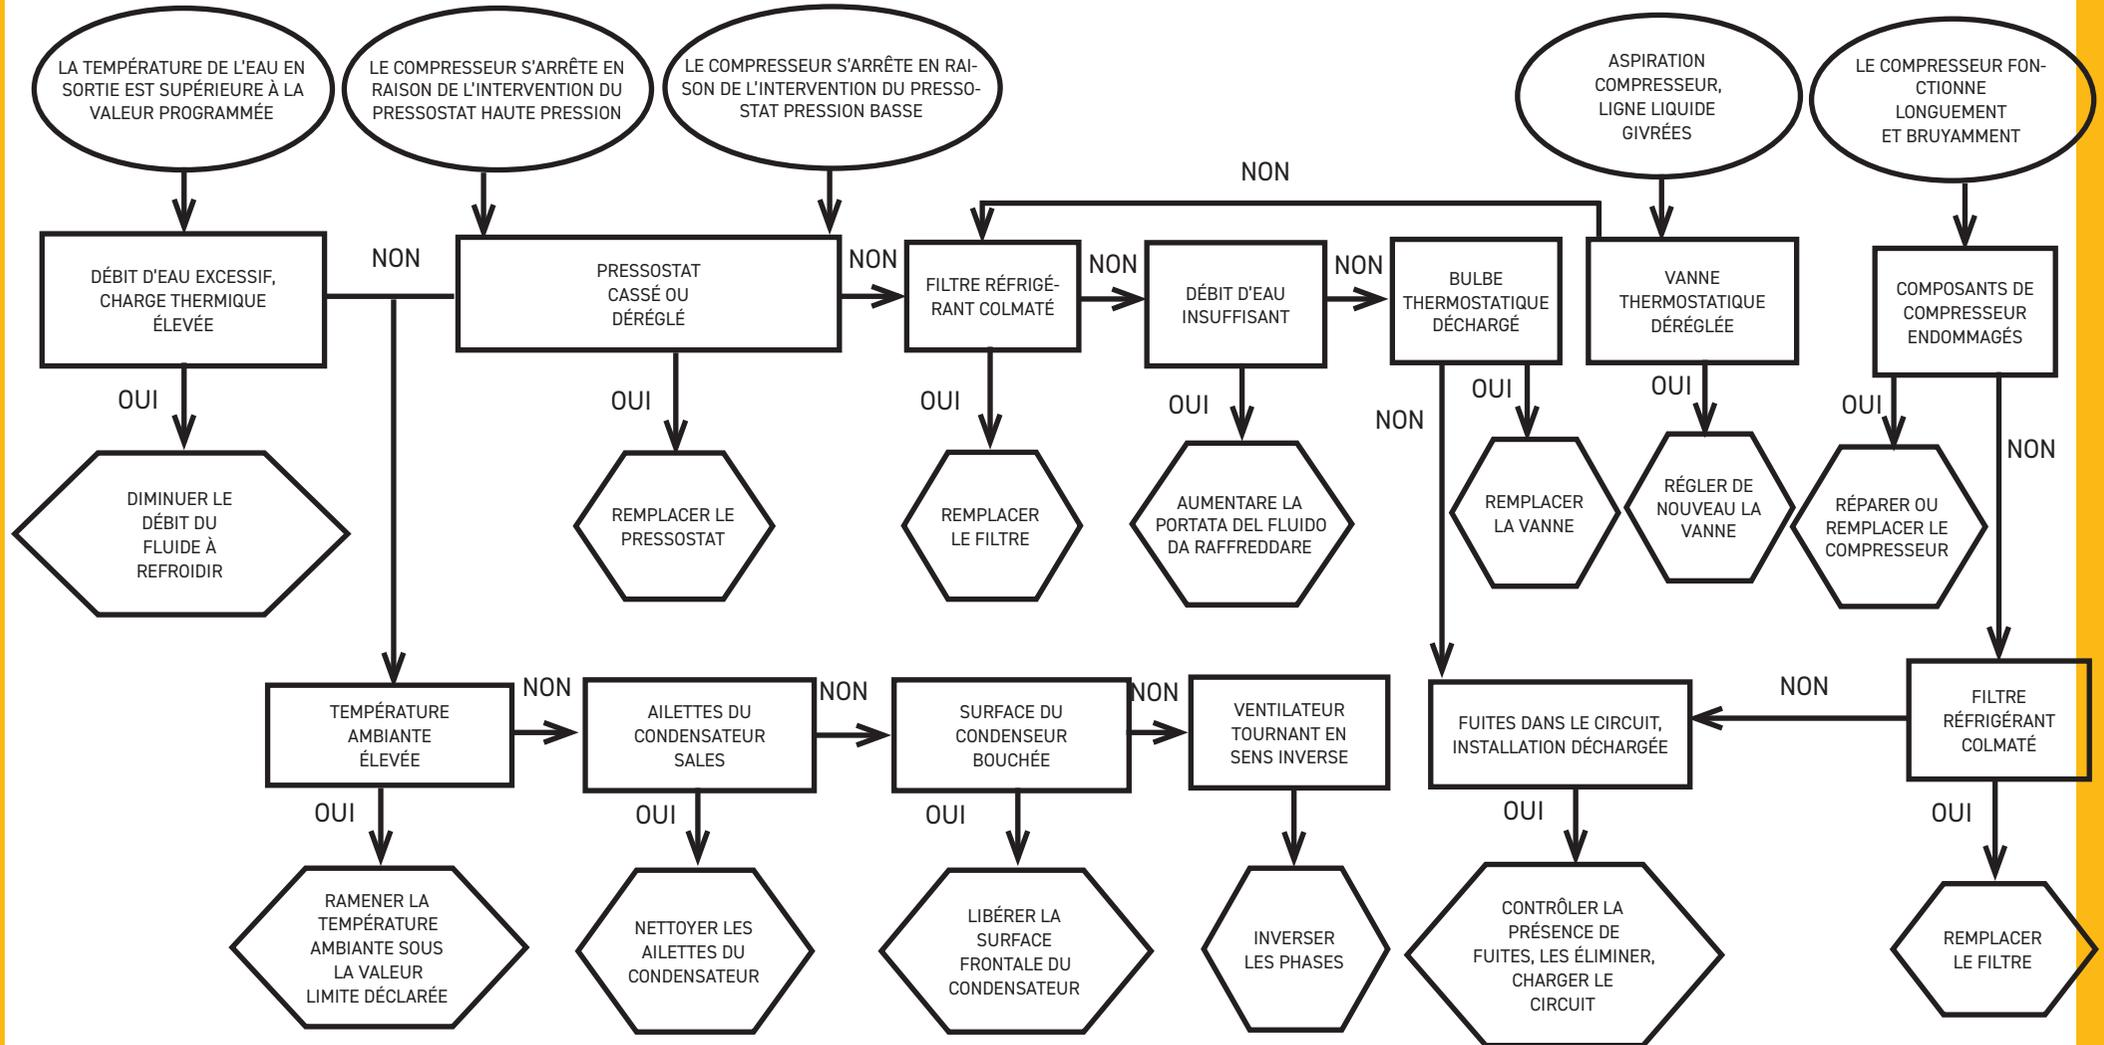 LA TEMPÉRATURE DE L'EAU EN
SORTIE EST SUPÉRIEURE À LA
VALEUR PROGRAMMÉE
LE COMPRESSEUR S'ARRÊTE EN
RAISON DE L'INTERVENTION DU
PRESSOSTAT HAUTE PRESSION
LE COMPRESSEUR S'ARRÊTE EN RAI-
SON DE L'INTERVENTION DU PRESSO-
STAT PRESSION BASSE
ASPIRATION
COMPRESSEUR,
LIGNE LIQUIDE
GIVRÉES
LE COMPRESSEUR FON-
CTIONNE
LONGUEMENT
ET BRUYAMMENT
NON
DÉBIT D'EAU EXCESSIF,
CHARGE THERMIQUE
ÉLEVÉE
NON
PRESSOSTAT
CASSÉ OU
DÉRÉGLÉ
NON
FILTRE RÉFRIGÉ-
RANT COLMATÉ
NON
DÉBIT D'EAU
INSUFFISANT
NON
BULBE
THERMOSTATIQUE
DÉCHARGÉ
VANNE
THERMOSTATIQUE
DÉRÉGLÉE
COMPOSANTS DE
COMPRESSEUR
ENDOMMAGÉS
OUI
OUI
OUI
OUI
NON
OUI
OUI
OUI
NON
DIMINUER LE
DÉBIT DU
FLUIDE À
REFROIDIR
REMPLACER LE
PRESSOSTAT
REMPLACER
LE FILTRE
AUMENTARE LA
PORTATA DEL FLUIDO
DA RAFFREDDARE
REMPLACER
LA VANNE
RÉGLER DE
NOUVEAU LA
VANNE
RÉPARER OU
REMPLACER LE
COMPRESSEUR
TEMPÉRATURE
AMBIANTE
ÉLEVÉE
NON
AILETTES DU
CONDENSATEUR
SALES
NON
SURFACE DU
CONDENSEUR
BOUCHÉE
NON
VENTILATEUR
TOURNANT EN
SENS INVERSE
FUITES DANS LE CIRCUIT,
INSTALLATION DÉCHARGÉE
NON
FILTRE
RÉFRIGÉRANT
COLMATÉ
OUI
OUI
OUI
OUI
OUI
RAMENER LA
TEMPÉRATURE
AMBIANTE SOUS
LA VALEUR
LIMITE DÉCLARÉE
NETTOYER LES
AILETTES DU
CONDENSATEUR
LIBÉRER LA
SURFACE
FRONTALE DU
CONDENSATEUR
INVERSER
LES PHASES
CONTRÔLER LA
PRÉSENCE DE
FUITES, LES ÉLIMINER,
CHARGER LE
CIRCUIT
REMPLACER
LE FILTRE